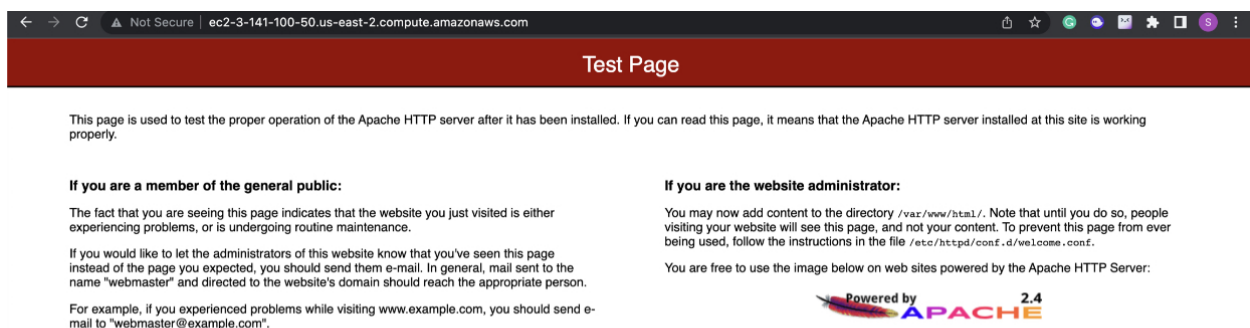 Not Secure ec2-3-141-100-50.us-east-2.compute.amazonaws.com
S
Test Page
This page is used to test the proper operation of the Apache HTTP server after it has been installed. If you can read this page, it means that the Apache HTTP server installed at this site is working
properly.
If you are a member of the general public:
The fact that you are seeing this page indicates that the website you just visited is either
experiencing problems, or is undergoing routine maintenance.
If you would like to let the administrators of this website know that you've seen this page
instead of the page you expected, you should send them e-mail. In general, mail sent to the
name "webmaster" and directed to the website's domain should reach the appropriate person.
For example, if you experienced problems while visiting www.example.com, you should send e-
mail to "webmaster@example.com".
If you are the website administrator:
You may now add content to the directory /var/www/html/. Note that until you do so, people
visiting your website will see this page, and not your content. To prevent this page from ever
being used, follow the instructions in the file /etc/httpd/conf.d/welcome.conf.
You are free to use the image below on web sites powered by the Apache HTTP Server:
Powered by 2.4
APACHE